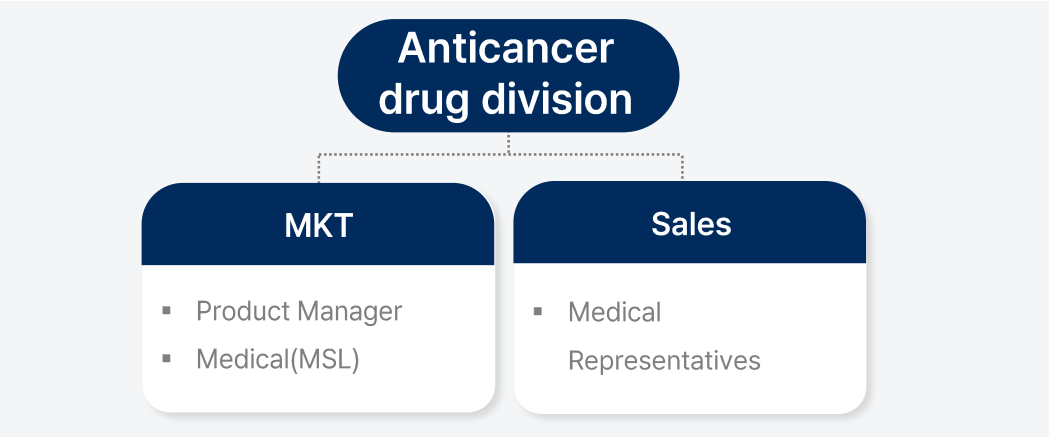 Anticancer
drug division
MKT
▪ Product Manager
▪ Medical(MSL)
Sales
▪ Medical
Representatives